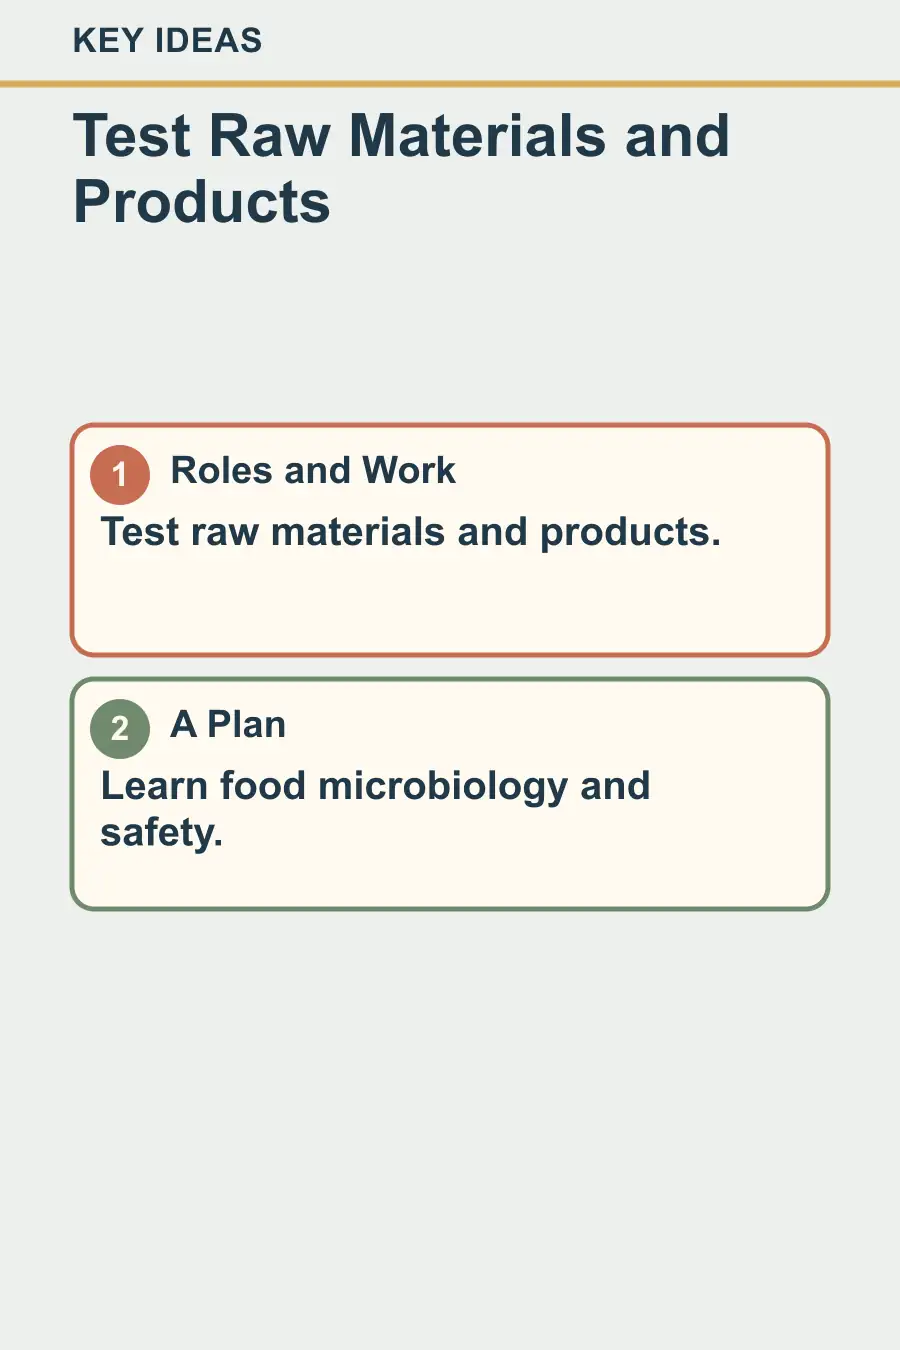 KEY IDEAS
Test Raw Materials and
Products
1 Roles and Work
Test raw materials and products.
2 A Plan
Learn food microbiology and
safety.